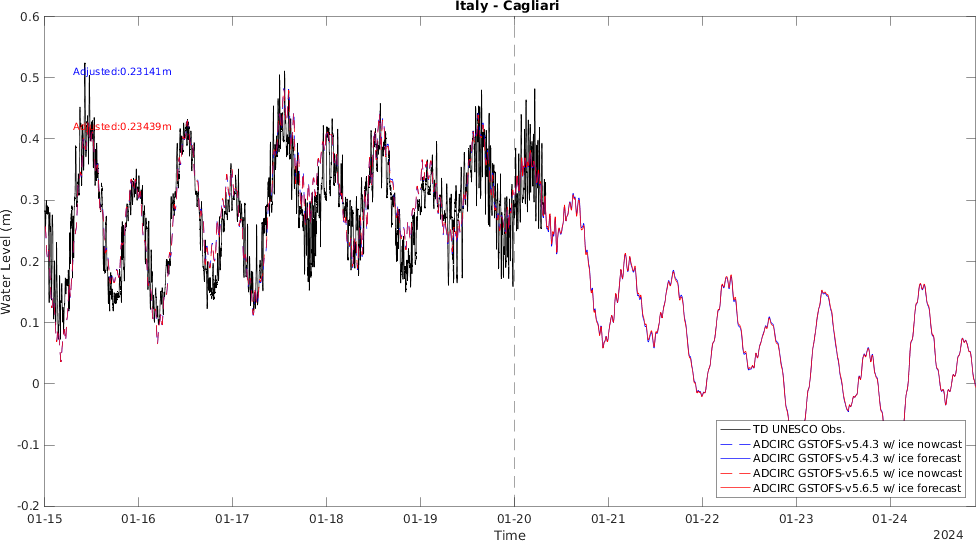 Italy - Cagliari
0.6
0.5
0.4
0.3
0.2
0.1
0
-0.1
-0.2
Water Level (m)
Adjusted:0.23141m
Adjusted:0.23439m
TD UNESCO Obs.
ADCIRC GSTOFS-v5.4.3 w/ ice nowcast
ADCIRC GSTOFS-v5.4.3 w/ ice forecast
ADCIRC GSTOFS-v5.6.5 w/ ice nowcast
ADCIRC GSTOFS-v5.6.5 w/ ice forecast
01-15 01-16 01-17 01-18 01-19 01-20 01-21 01-22 01-23 01-24
Time
2024